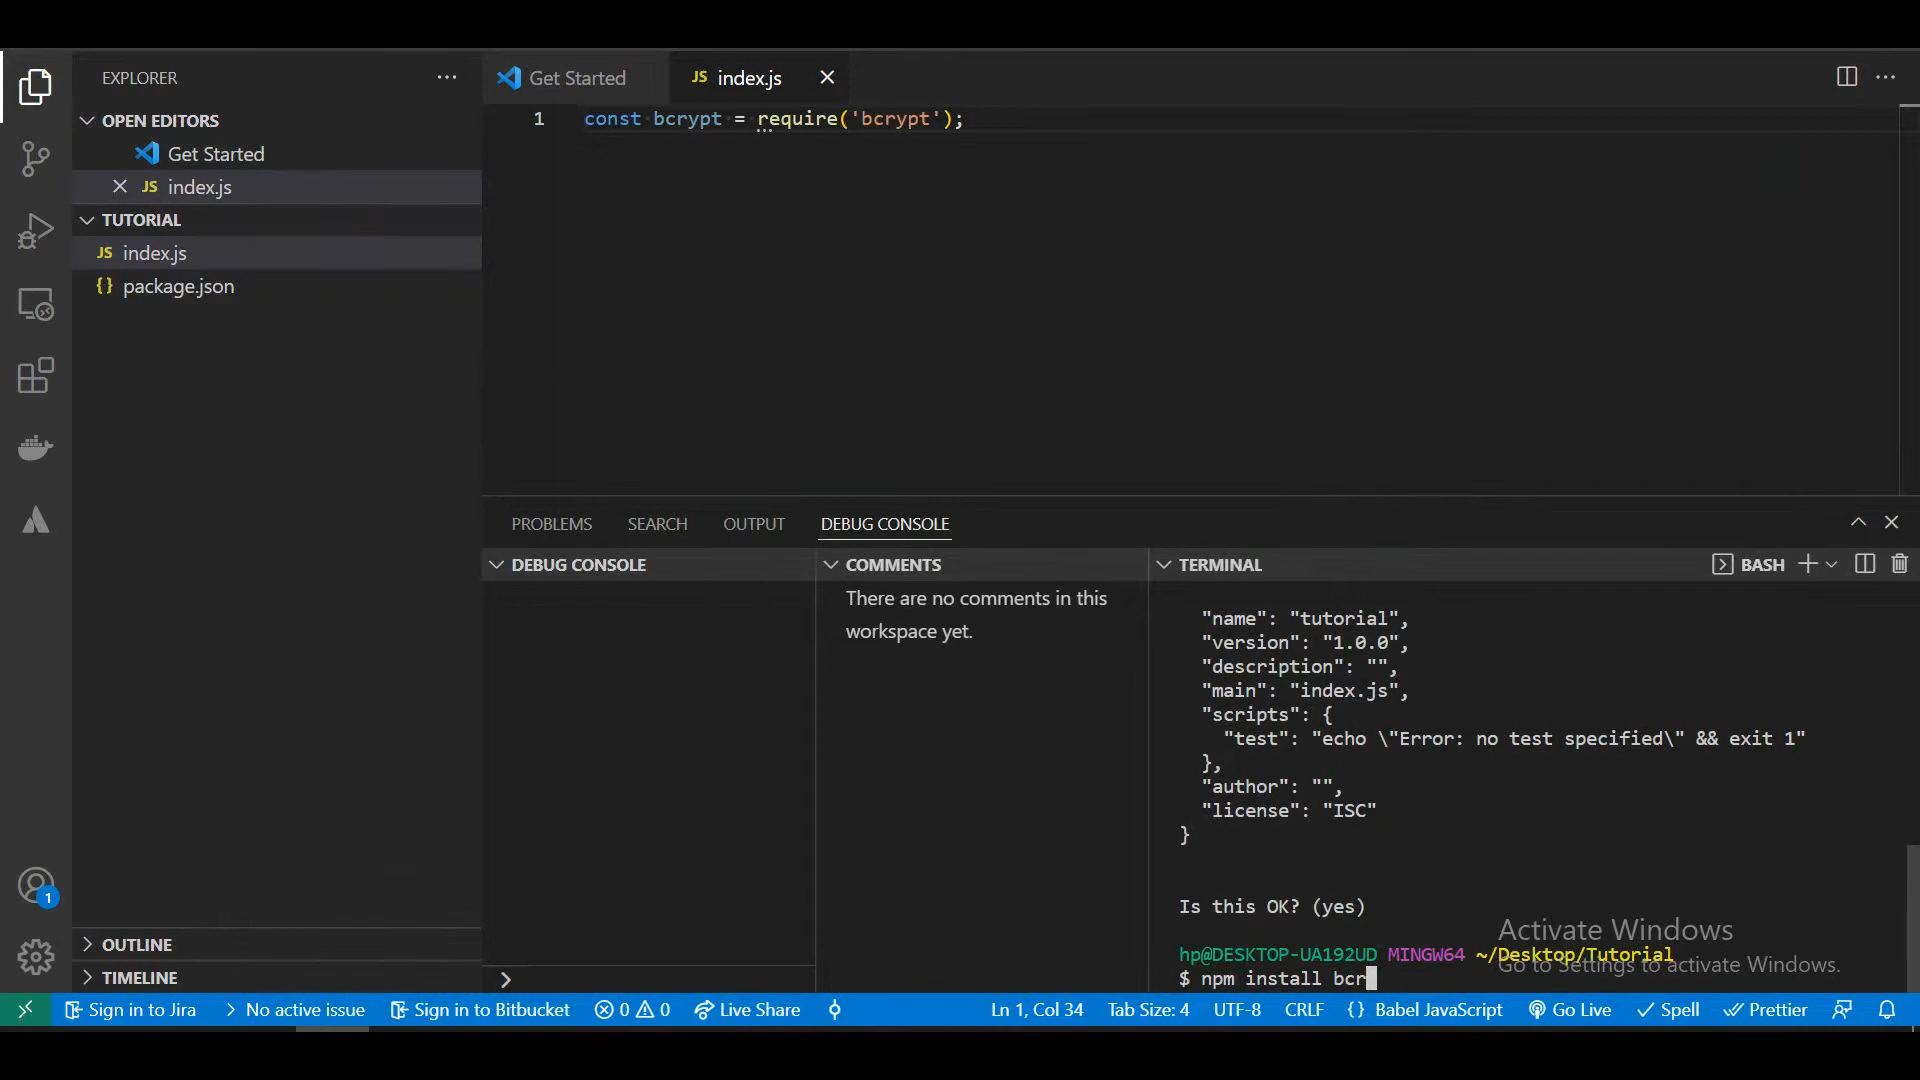 EXPLORER
OPEN EDITORS
Get Started
JS index.js
TUTORIAL
JS index.js
{} package.json
OUTLINE
TIMELINE
1
Get Started
JS index.js
1 const bcrypt = require('bcrypt');
PROBLEMS SEARCH OUTPUT DEBUG CONSOLE
DEBUG CONSOLE
COMMENTS
There are no comments in this
workspace yet.
TERMINAL
BASH
"name": "tutorial",
"version": "1.0.0",
"description": "",
"main": "index.js",
"scripts": {
"test": "echo \"Error: no test specified\" && exit 1"
},
"author": "",
"license": "ISC"
}
Is this OK? (yes)
hp@DESKTOP-UA192UD MINGW64 ~/Desktop/Tutorial
$ npm install bcr
Activate Windows
Go to Settings to activate Windows.
Sign in to Jira No active issue Sign in to Bitbucket 0 0 Live Share Ln 1, Col 34 Tab Size: 4 UTF-8 CRLF {} Babel JavaScript Go Live Spell Prettier